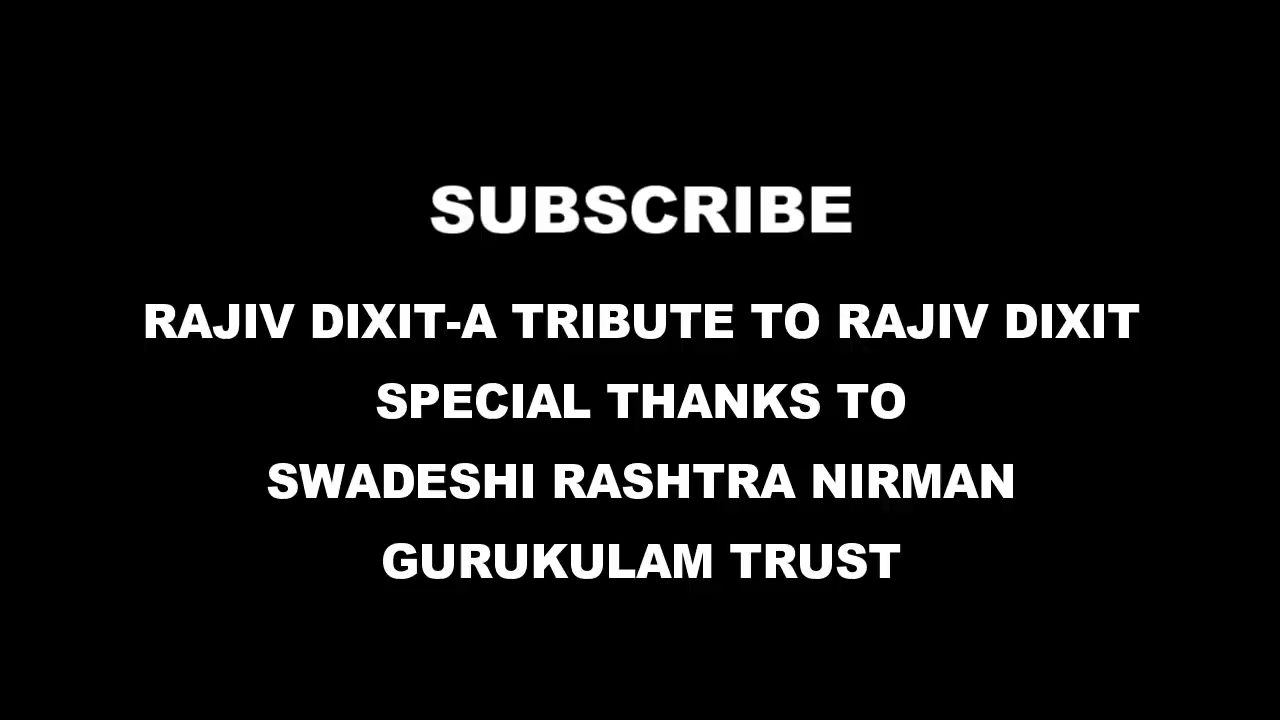 SUBSCRIBE
RAJIV DIXIT-A TRIBUTE TO RAJIV DIXIT
SPECIAL THANKS TO
SWADESHI RASHTRA NIRMAN
GURUKULAM TRUST